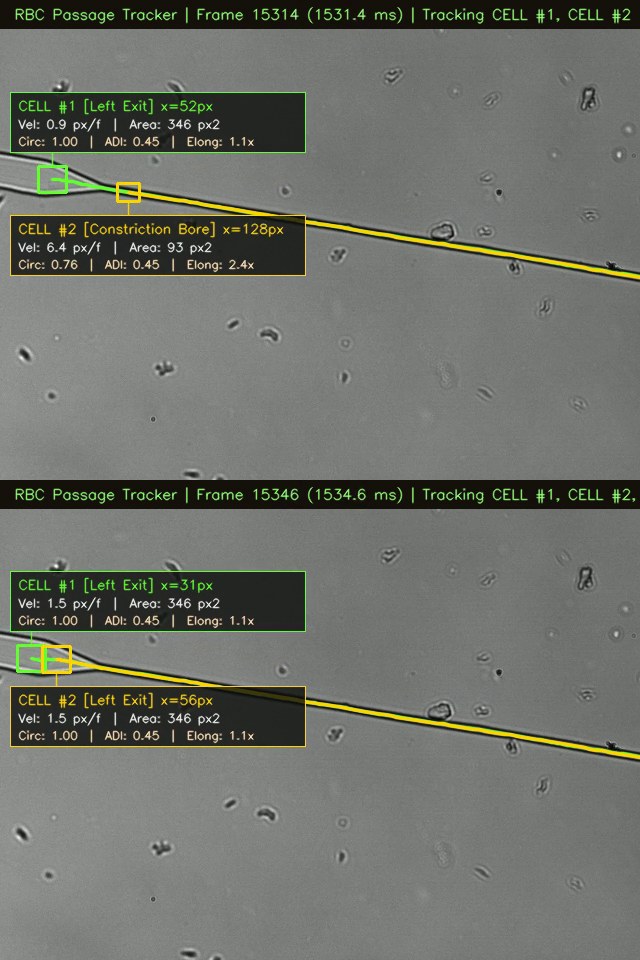 RBC Passage Tracker | Frame 15314 (1531.4 ms) | Tracking CELL #1, CELL #2
CELL #1 [Left Exit] x=52px
Vel: 0.9 px/f | Area: 346 px2
Circ: 1.00 | ADI: 0.45 | Elong: 1.1x
CELL #2 [Constriction Bore] x=128px
Vel: 6.4 px/f | Area: 93 px2
Circ: 0.76 | ADI: 0.45 | Elong: 2.4x
RBC Passage Tracker | Frame 15346 (1534.6 ms) | Tracking CELL #1, CELL #2,
CELL #1 [Left Exit] x=31px
Vel: 1.5 px/f | Area: 346 px2
Circ: 1.00 | ADI: 0.45 | Elong: 1.1x
CELL #2 [Left Exit] x=56px
Vel: 1.5 px/f | Area: 346 px2
Circ: 1.00 | ADI: 0.45 | Elong: 1.1x